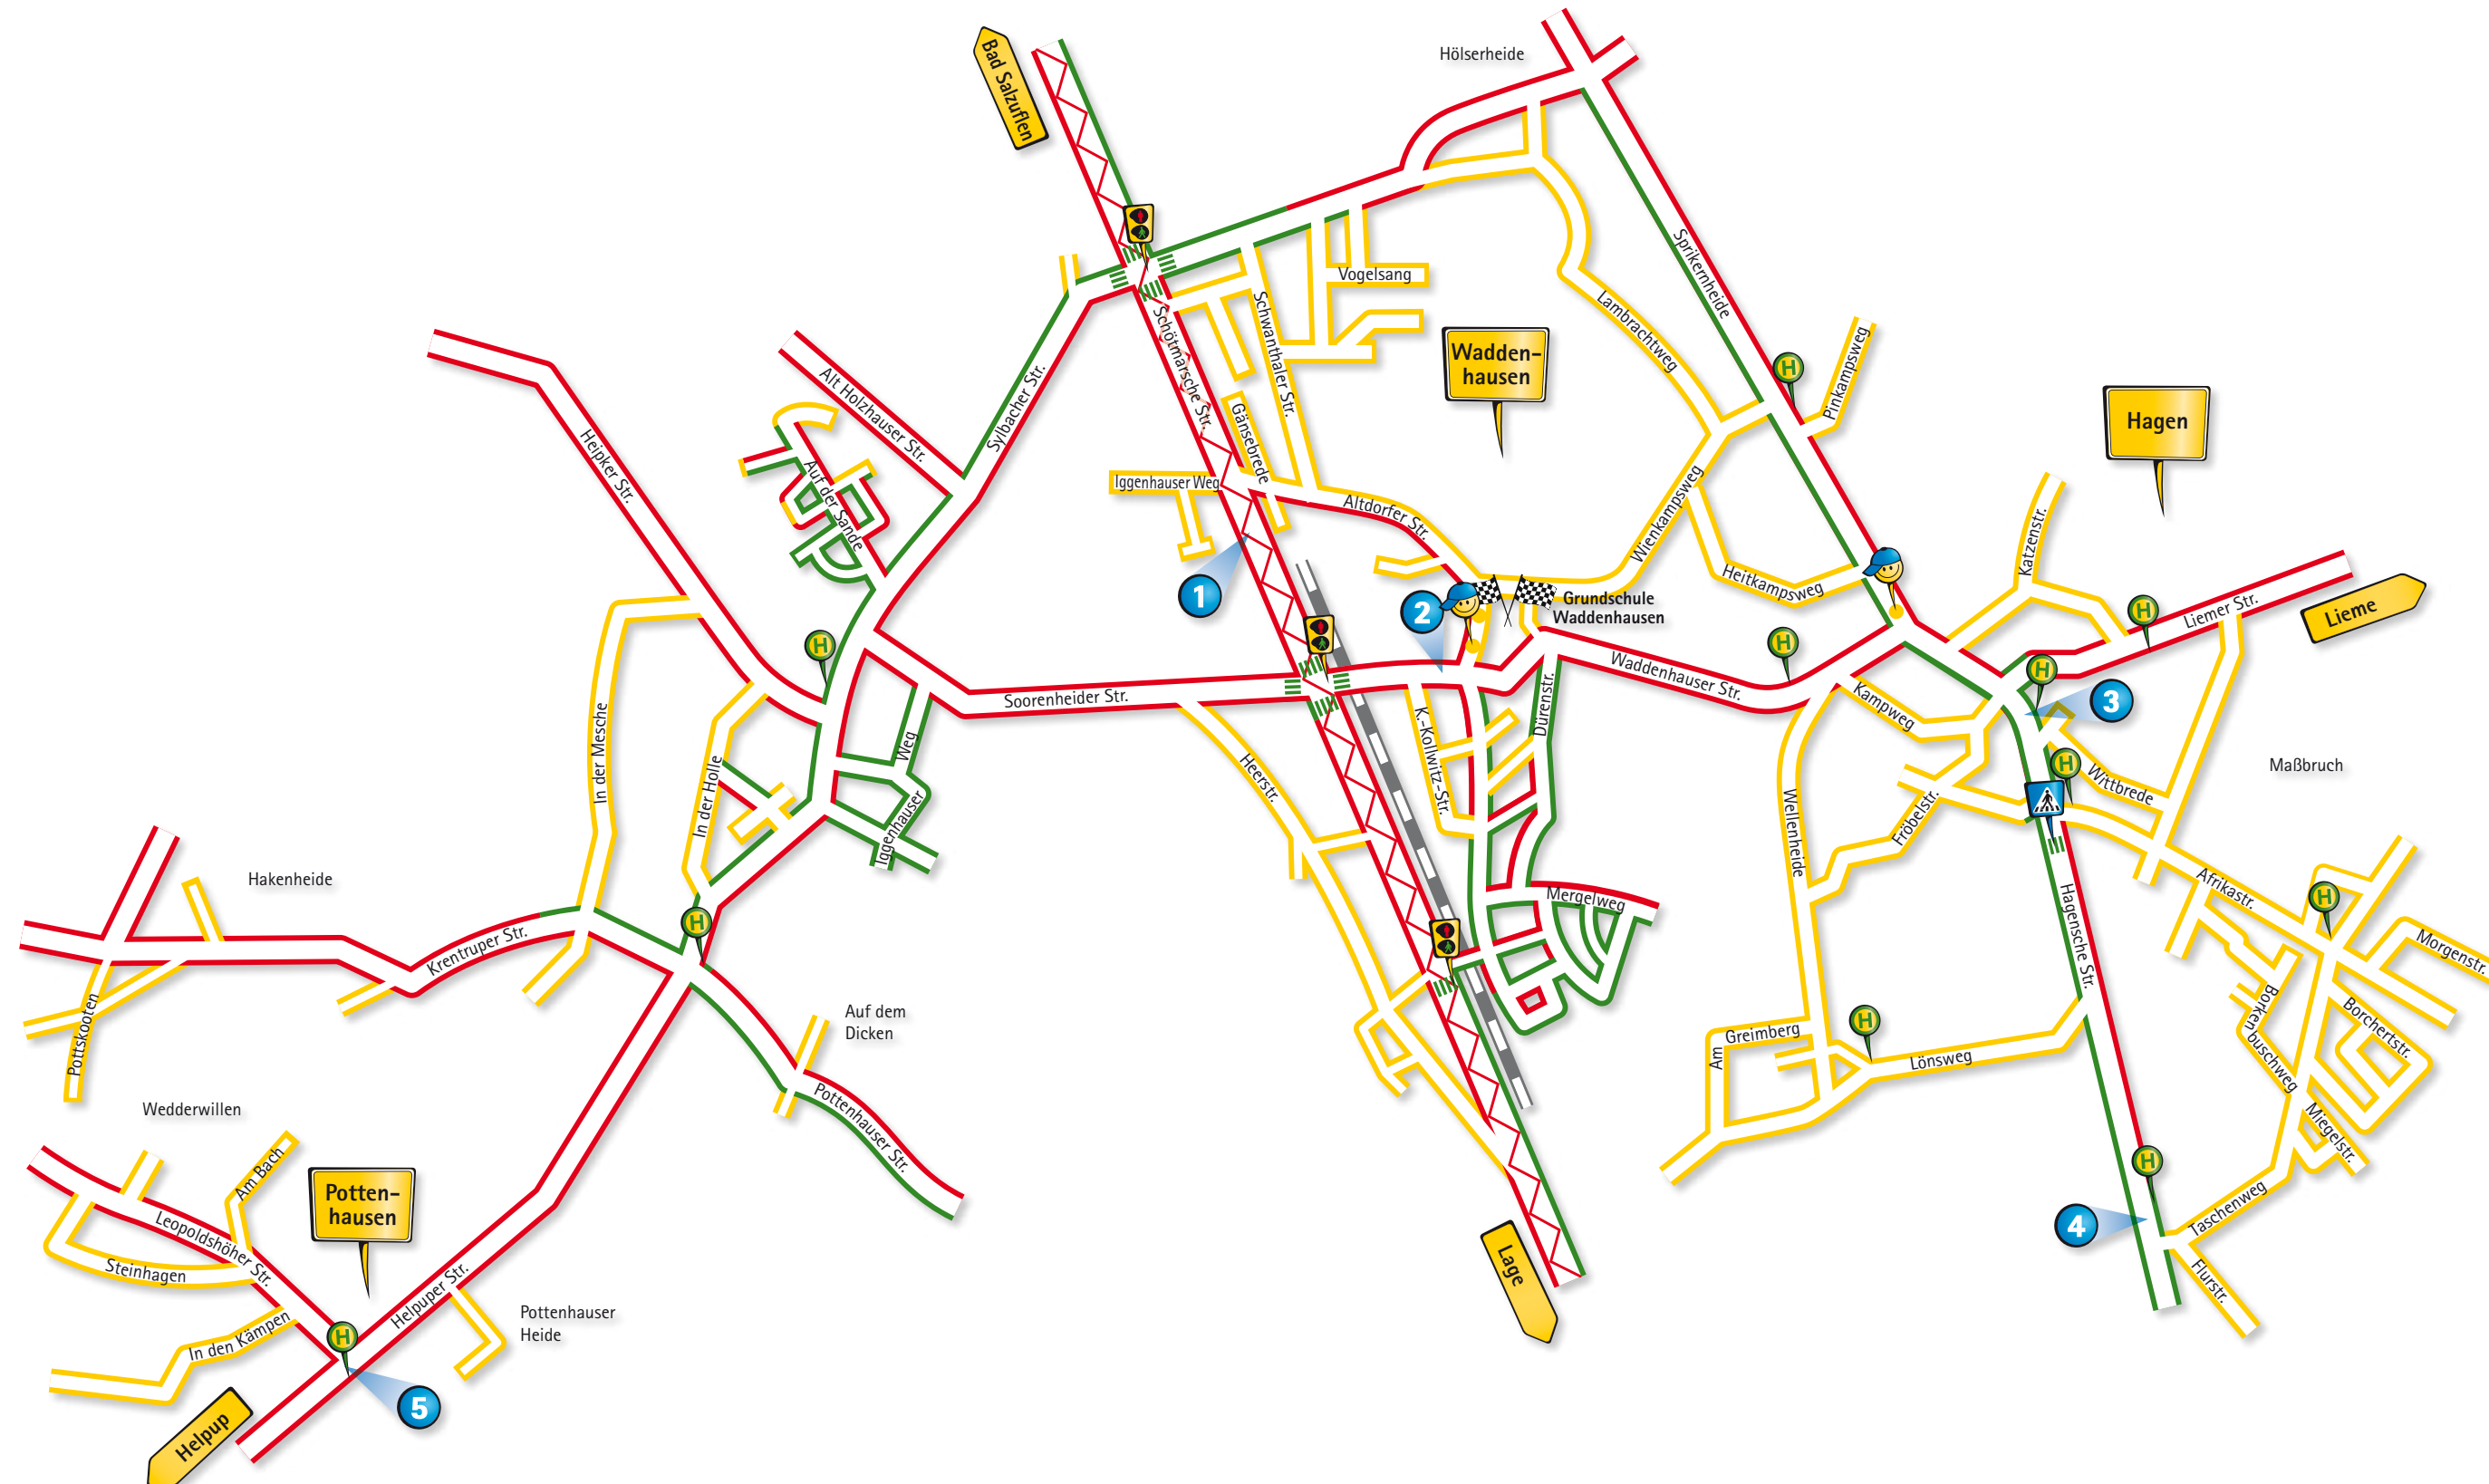 Bad Salzuflen
Hölserheide
Sprikernheide
Vogelsang
Lambrachtweg
Schwanthaler Str.
Schötmarsche Str.
Wadden-
hausen
Pinkampsweg
Hagen
Alt Holzhauser Str.
Sylbacher Str.
Heipker Str.
Auf der Sande
Gänsebrede
Iggenhauser Weg
Altdorfer Str.
Wienkampsweg
Heitkampsweg
Katzenstr.
Liemer Str.
Lieme
1
2
Grundschule
Waddenhausen
H
H
H
H
H
Waddenhauser Str.
Soorenheider Str.
Dürenstr.
K.-Kollwitz-Str.
Kampweg
3
In der Mesche
In der Holle
Weg
Iggenhauser
Heerstr.
Wellenheide
Fröbelstr.
H
Wittbrede
Maßbruch
Hakenheide
Krentruper Str.
H
Mergelweg
Hagensche Str.
Afrikastr.
H
Morgenstr.
Pottskooten
Auf dem
Dicken
Pottenhauser Str.
Am
Greimberg
H
Lönsweg
Borken
buschweg
Borchertstr.
Miegelstr.
Wedderwillen
Am Bach
Potten-
hausen
Leopoldshöher Str.
Steinhagen
H
4
Taschenweg
Flurstr.
Lage
In den Kämpen
H
Helpuper Str.
Pottenhauser
Heide
5
Helpup